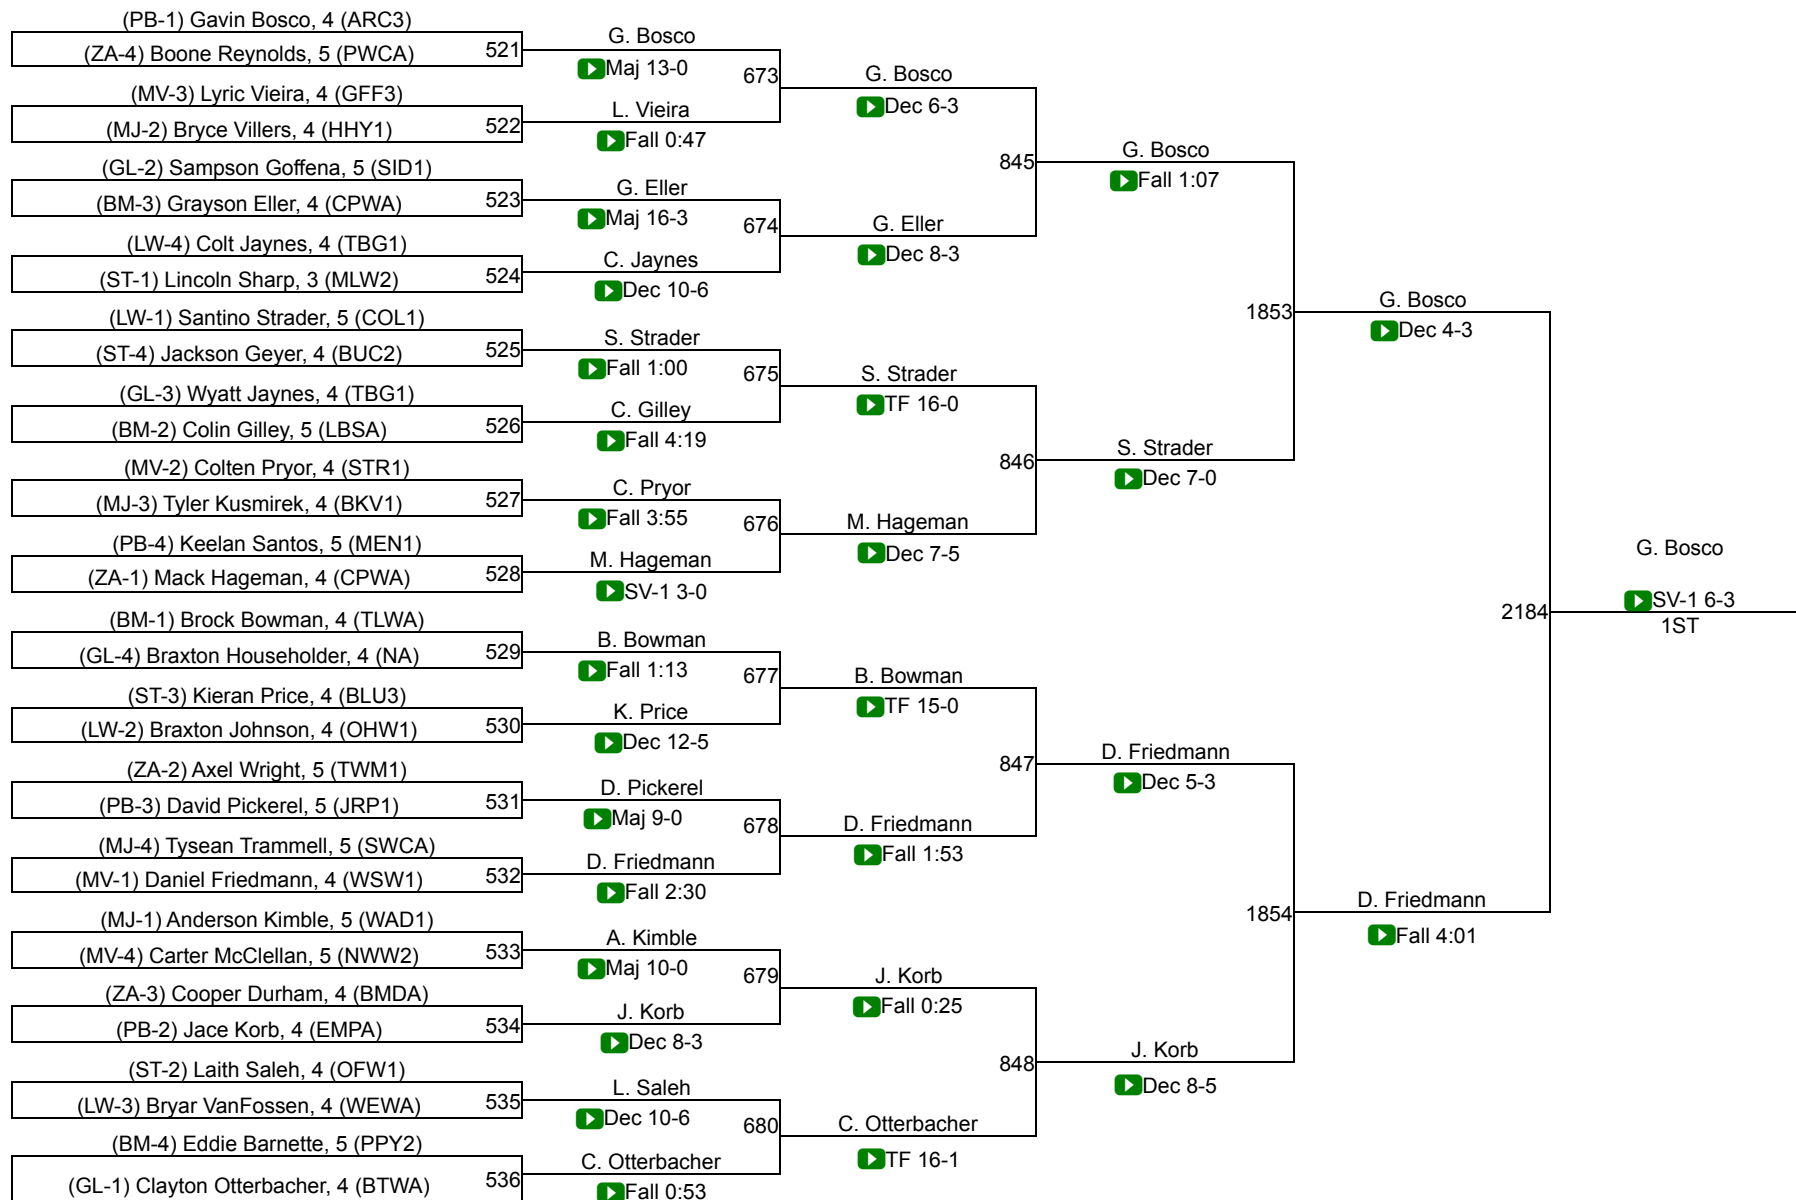 (PB-1) Gavin Bosco, 4 (ARC3)
(ZA-4) Boone Reynolds, 5 (PWCA)
521
(MV-3) Lyric Vieira, 4 (GFF3)
(MJ-2) Bryce Villers, 4 (HHY1)
522
(GL-2) Sampson Goffena, 5 (SID1)
(BM-3) Grayson Eller, 4 (CPWA)
523
(LW-4) Colt Jaynes, 4 (TBG1)
(ST-1) Lincoln Sharp, 3 (MLW2)
524
(LW-1) Santino Strader, 5 (COL1)
(ST-4) Jackson Geyer, 4 (BUC2)
525
(GL-3) Wyatt Jaynes, 4 (TBG1)
(BM-2) Colin Gilley, 5 (LBSA)
526
(MV-2) Colten Pryor, 4 (STR1)
(MJ-3) Tyler Kusmirek, 4 (BKV1)
527
(PB-4) Keelan Santos, 5 (MEN1)
(ZA-1) Mack Hageman, 4 (CPWA)
528
(BM-1) Brock Bowman, 4 (TLWA)
(GL-4) Braxton Householder, 4 (NA)
529
(ST-3) Kieran Price, 4 (BLU3)
(LW-2) Braxton Johnson, 4 (OHW1)
530
(ZA-2) Axel Wright, 5 (TWM1)
(PB-3) David Pickerel, 5 (JRP1)
531
(MJ-4) Tysean Trammell, 5 (SWCA)
(MV-1) Daniel Friedmann, 4 (WSW1)
532
(MJ-1) Anderson Kimble, 5 (WAD1)
(MV-4) Carter McClellan, 5 (NWW2)
533
(ZA-3) Cooper Durham, 4 (BMDA)
(PB-2) Jace Korb, 4 (EMPA)
534
(ST-2) Laith Saleh, 4 (OFW1)
(LW-3) Bryar VanFossen, 4 (WEWA)
535
(BM-4) Eddie Barnette, 5 (PPY2)
(GL-1) Clayton Otterbacher, 4 (BTWA)
536
G. Bosco
Maj 13-0
673
L. Vieira
Fall 0:47
G. Eller
Maj 16-3
674
C. Jaynes
Dec 10-6
S. Strader
Fall 1:00
675
C. Gilley
Fall 4:19
C. Pryor
Fall 3:55
676
M. Hageman
SV-1 3-0
B. Bowman
Fall 1:13
677
K. Price
Dec 12-5
D. Pickerel
Maj 9-0
678
D. Friedmann
Fall 2:30
A. Kimble
Maj 10-0
679
J. Korb
Dec 8-3
L. Saleh
Dec 10-6
680
C. Otterbacher
Fall 0:53
G. Bosco
Dec 6-3
845
G. Eller
Dec 8-3
S. Strader
TF 16-0
846
M. Hageman
Dec 7-5
B. Bowman
TF 15-0
847
D. Friedmann
Fall 1:53
J. Korb
Fall 0:25
848
C. Otterbacher
TF 16-1
G. Bosco
Fall 1:07
1853
S. Strader
Dec 7-0
D. Friedmann
Dec 5-3
1854
J. Korb
Dec 8-5
G. Bosco
Dec 4-3
2184
D. Friedmann
Fall 4:01
G. Bosco
SV-1 6-3
1ST